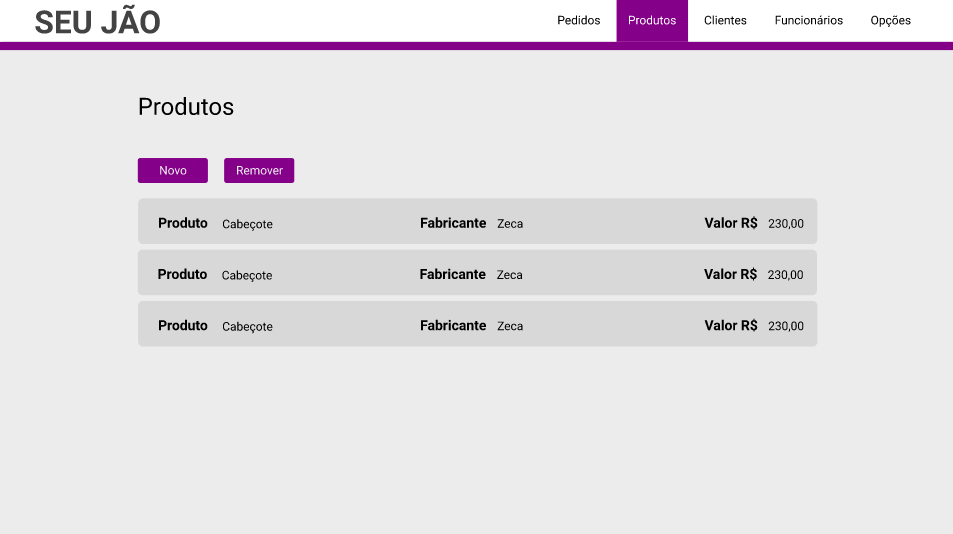 SEU JÃO Pedidos Produtos Clientes Funcionários Opções
Produtos
Novo Remover
Produto Cabeçote Fabricante Zeca Valor R$ 230,00
Produto Cabeçote Fabricante Zeca Valor R$ 230,00
Produto Cabeçote Fabricante Zeca Valor R$ 230,00